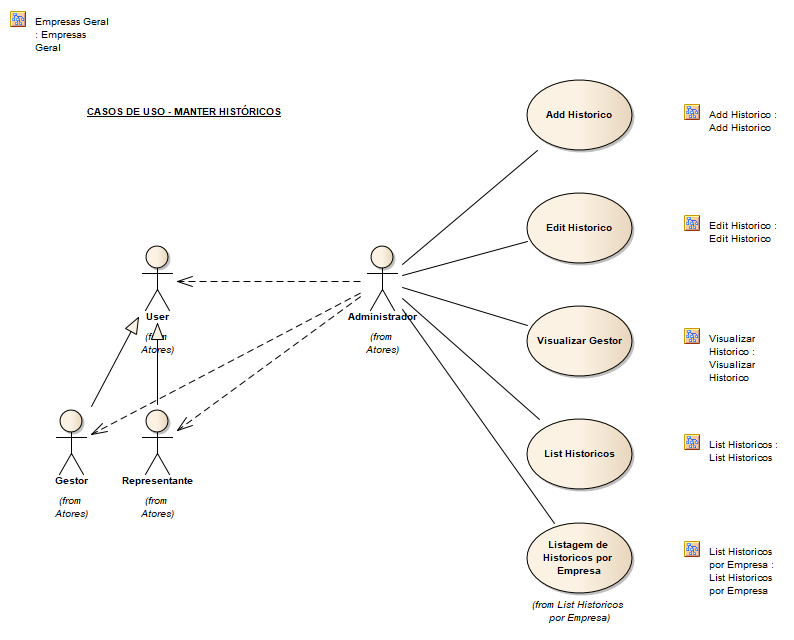 Empresas Geral
: Empresas
Geral
CASOS DE USO - MANTER HISTÓRICOS
Add Historico
Add Historico :
Add Historico
Edit Historico
Edit Historico :
Edit Historico
User
(from
Atores)
Administrador
(from
Atores)
Visualizar Gestor
Visualizar
Historico :
Visualizar
Historico
Gestor
(from
Atores)
Representante
(from
Atores)
List Historicos
List Historicos :
List Historicos
Listagem de
Historicos por
Empresa
(from List Historicos
por Empresa)
List Historicos
por Empresa :
List Historicos
por Empresa